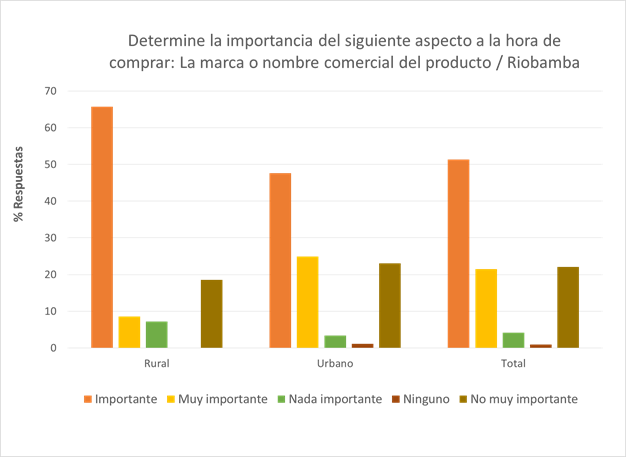 Determine la importancia del siguiente aspecto a la hora de
comprar: La marca o nombre comercial del producto / Riobamba
% Respuestas
70
60
50
40
30
20
10
0
Rural Urbano Total
Importante Muy importante Nada importante Ninguno No muy importante